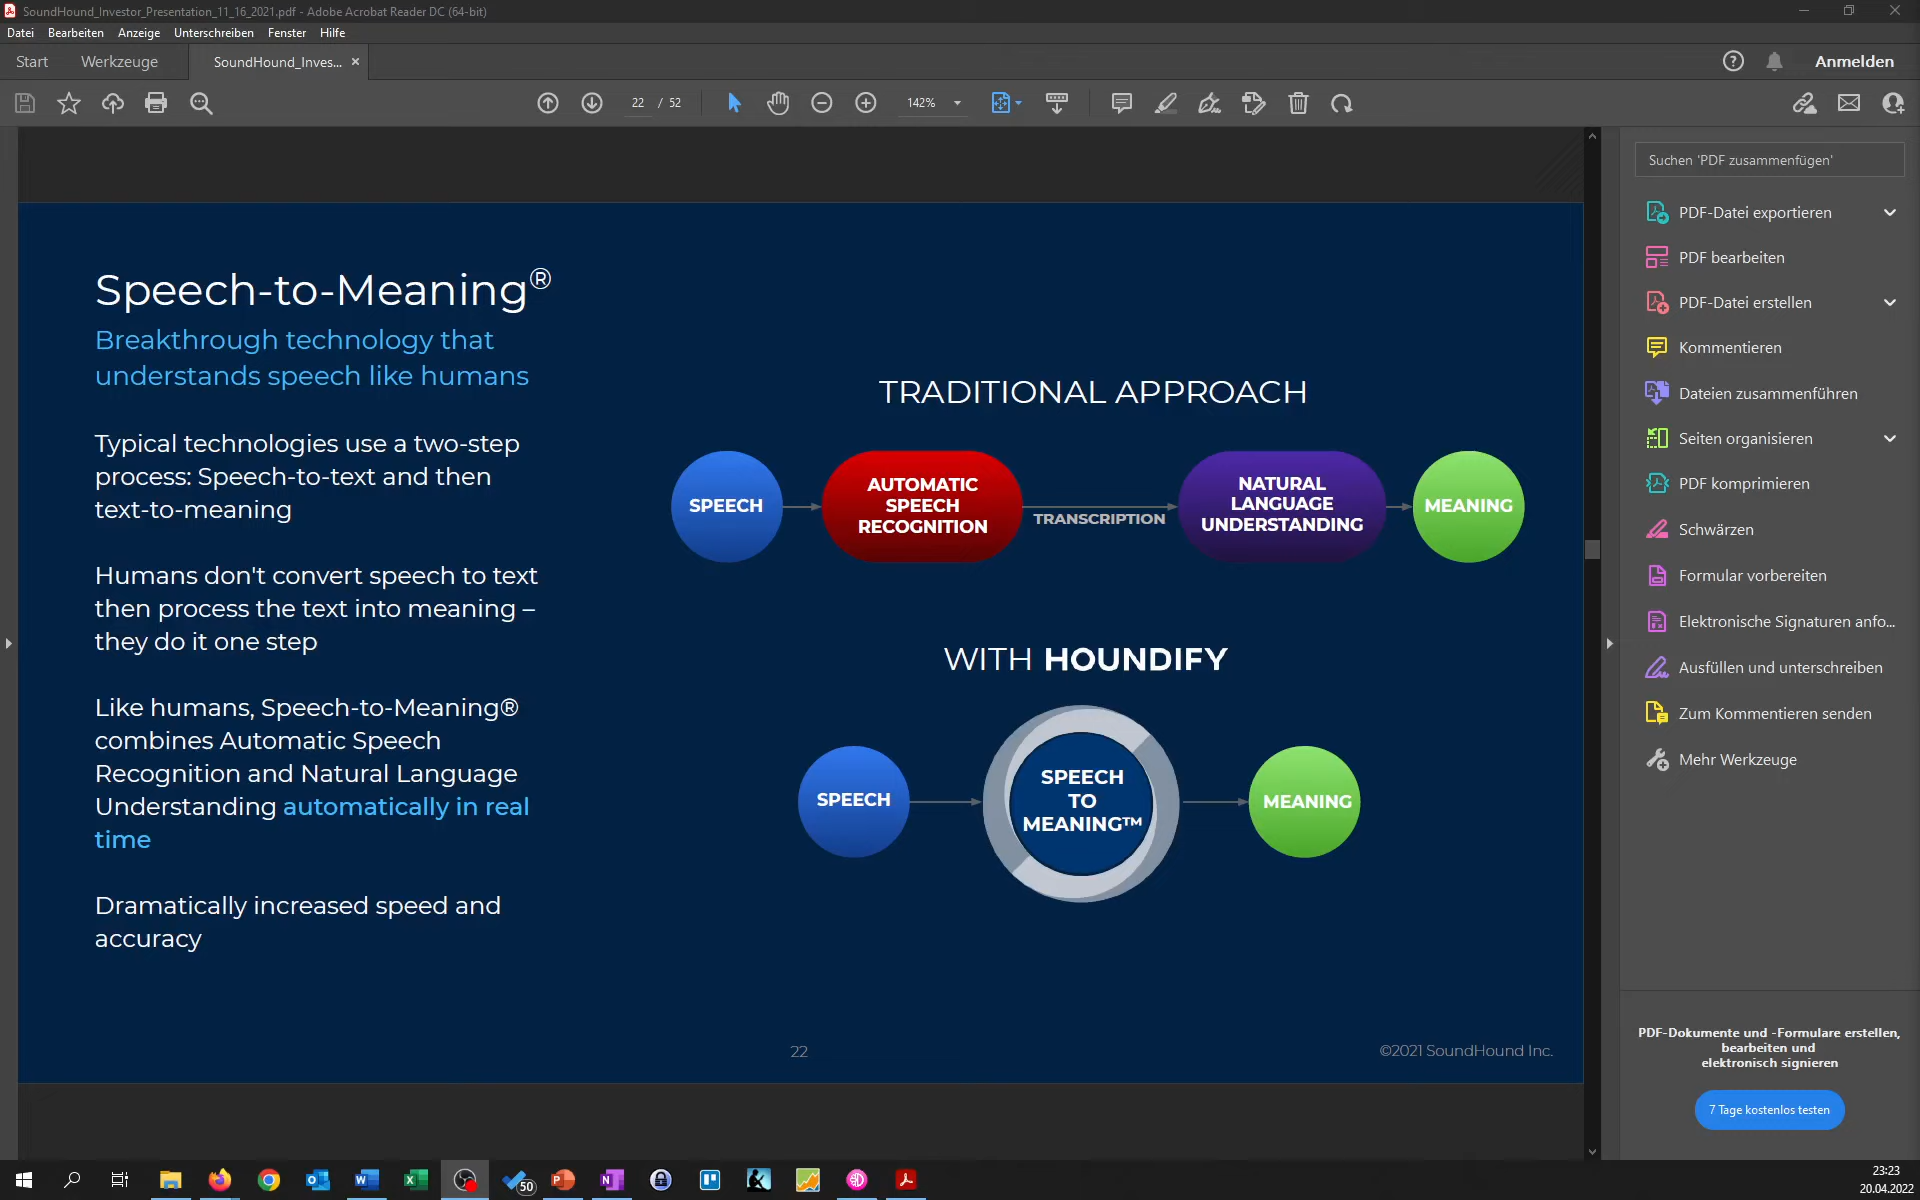 SoundHound_Investor_Presentation_11_16_2021.pdf - Adobe Acrobat Reader DC (64-bit)
Datei Bearbeiten Anzeige Unterschreiben Fenster Hilfe
Start Werkzeuge SoundHound_Inves... × Anmelden
22 / 52 142%
Speech-to-Meaning®
Breakthrough technology that
understands speech like humans
Typical technologies use a two-step
process: Speech-to-text and then
text-to-meaning
Humans don't convert speech to text
then process the text into meaning –
they do it one step
Like humans, Speech-to-Meaning®
combines Automatic Speech
Recognition and Natural Language
Understanding automatically in real
time
Dramatically increased speed and
accuracy
TRADITIONAL APPROACH
SPEECH
AUTOMATIC
SPEECH
RECOGNITION
TRANSCRIPTION
NATURAL
LANGUAGE
UNDERSTANDING
MEANING
WITH HOUNDIFY
SPEECH
SPEECH
TO
MEANING™
MEANING
22
©2021 SoundHound Inc.
Suchen 'PDF zusammenfügen'
PDF-Datei exportieren
PDF bearbeiten
PDF-Datei erstellen
Kommentieren
Dateien zusammenführen
Seiten organisieren
PDF komprimieren
Schwärzen
Formular vorbereiten
Elektronische Signaturen anfo...
Ausfüllen und unterschreiben
Zum Kommentieren senden
Mehr Werkzeuge
PDF-Dokumente und -Formulare erstellen,
bearbeiten und
elektronisch signieren
7 Tage kostenlos testen
50
23:23
20.04.2022